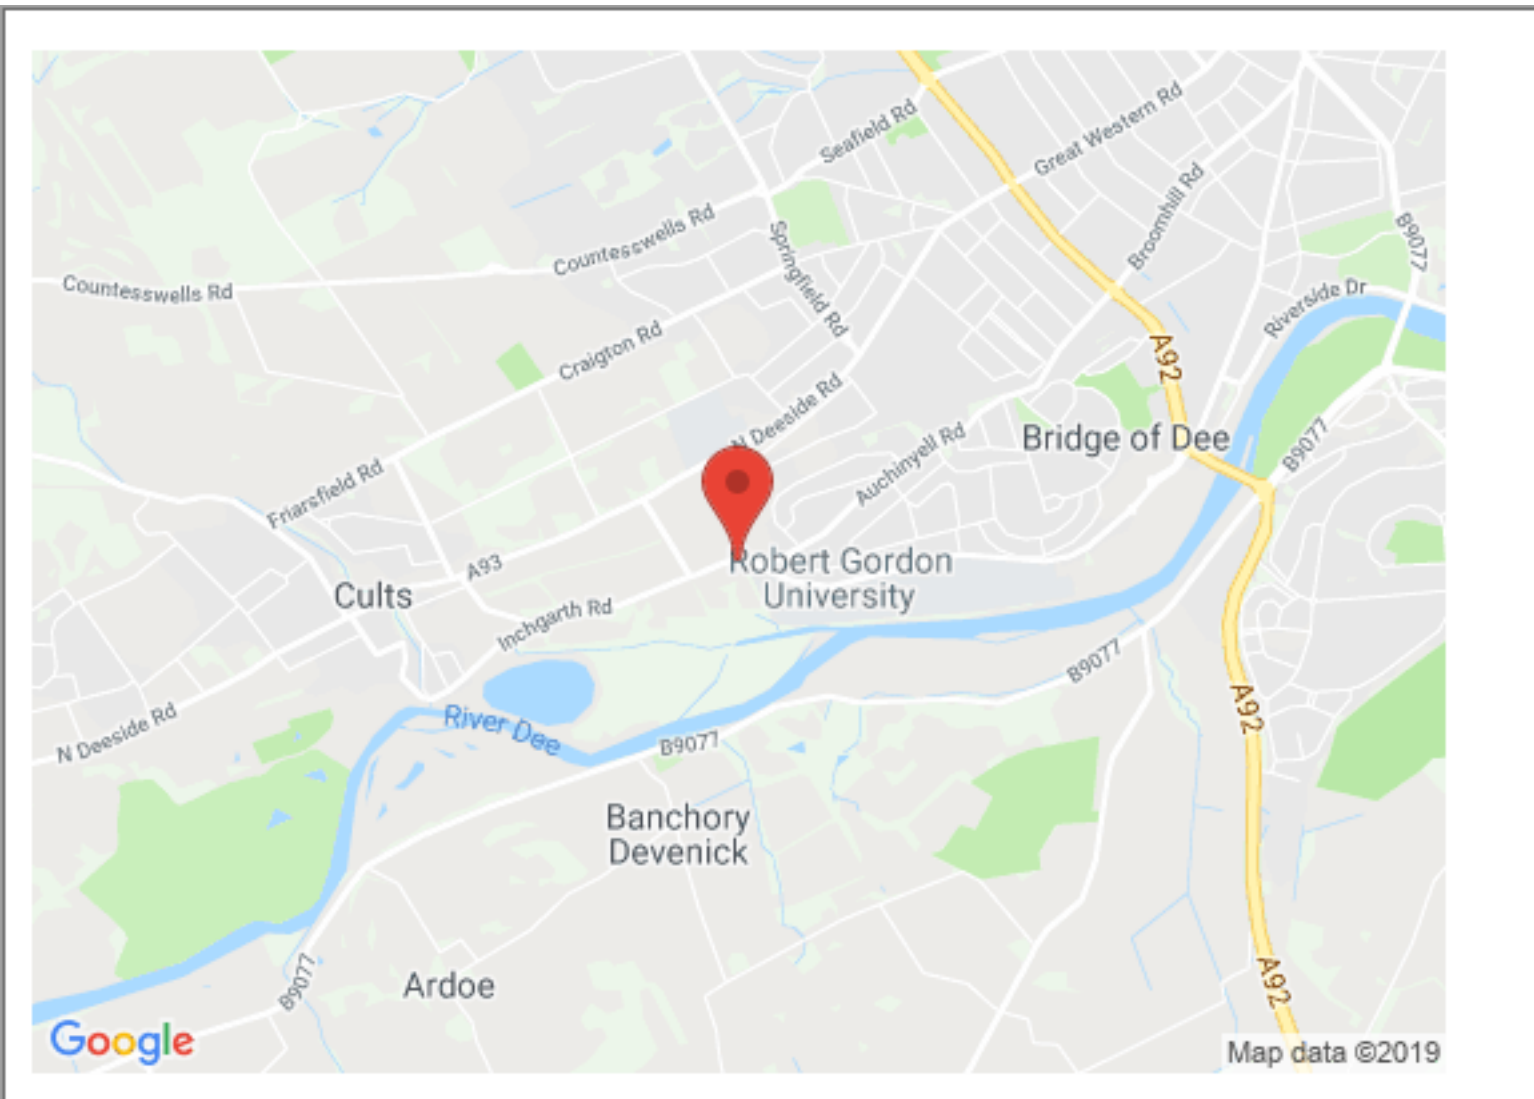 Seafield Rd
Great Western Rd
Broomhill Rd
B9077
Countesswells Rd
Countesswells Rd
Springfield Rd
Riverside Dr
Craigton Rd
A92
N Deeside Rd
Auchinyell Rd
Bridge of Dee
B9077
Friarsfield Rd
A93
Robert Gordon
University
Cults
Inchgarth Rd
B9077
N Deeside Rd
River Dee
B9077
A92
Banchory
Devenick
B9077
Ardoe
A92
Google
Map data ©2019